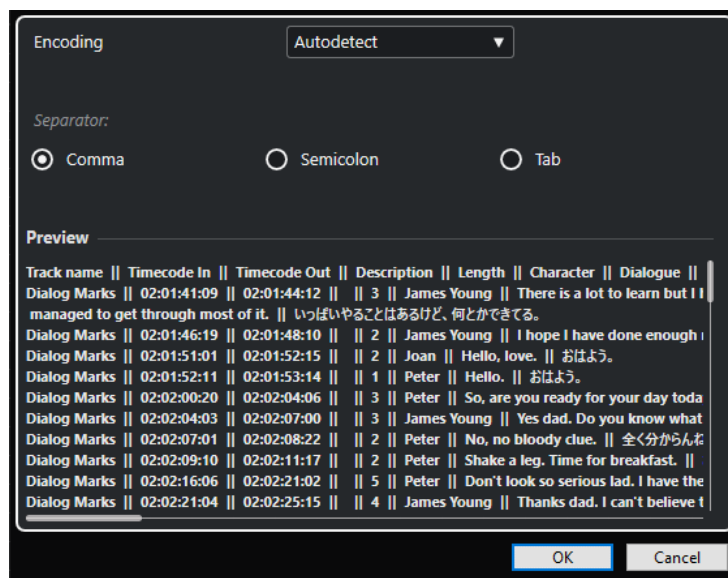 Encoding
Autodetect
Separator:
Comma
Semicolon
Tab
Preview
Track name || Timecode In || Timecode Out || Description || Length || Character || Dialogue ||
Dialog Marks || 02:01:41:09 || 02:01:44:12 || || 3 || James Young || There is a lot to learn but I
managed to get through most of it. || いっぱいやることはあるけど、何とかできてる。
Dialog Marks || 02:01:46:19 || 02:01:48:10 || || 2 || James Young || I hope I have done enough
Dialog Marks || 02:01:51:01 || 02:01:52:15 || || 2 || Joan || Hello, love. || おはよう。
Dialog Marks || 02:01:52:11 || 02:01:53:14 || || 1 || Peter || Hello. || おはよう。
Dialog Marks || 02:02:00:20 || 02:02:04:06 || || 3 || Peter || So, are you ready for your day toda
Dialog Marks || 02:02:04:03 || 02:02:07:00 || || 3 || James Young || Yes dad. Do you know what
Dialog Marks || 02:02:07:01 || 02:02:08:22 || || 2 || Peter || No, no bloody clue. || 全く分からんね
Dialog Marks || 02:02:09:10 || 02:02:11:17 || || 2 || Peter || Shake a leg. Time for breakfast. ||
Dialog Marks || 02:02:16:06 || 02:02:21:02 || || 5 || Peter || Don't look so serious lad. I have the
Dialog Marks || 02:02:21:04 || 02:02:25:15 || || 4 || James Young || Thanks dad. I can't believe t
OK
Cancel